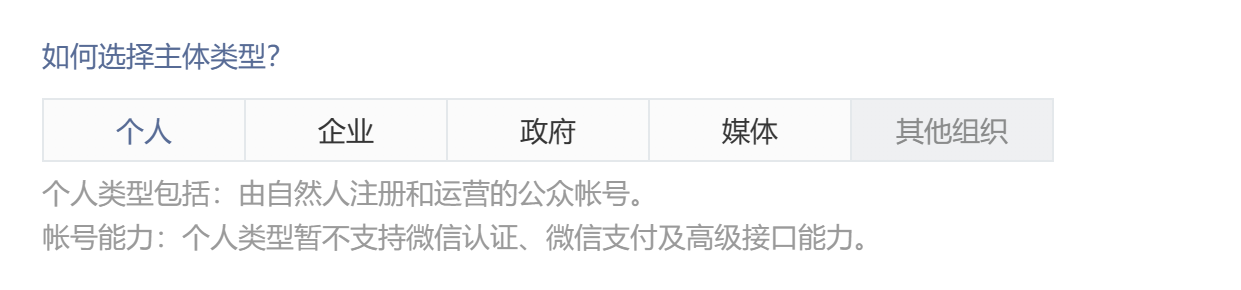 如何选择主体类型？
个人 企业 政府 媒体 其他组织
个人类型包括：由自然人注册和运营的公众帐号。
帐号能力：个人类型暂不支持微信认证、微信支付及高级接口能力。